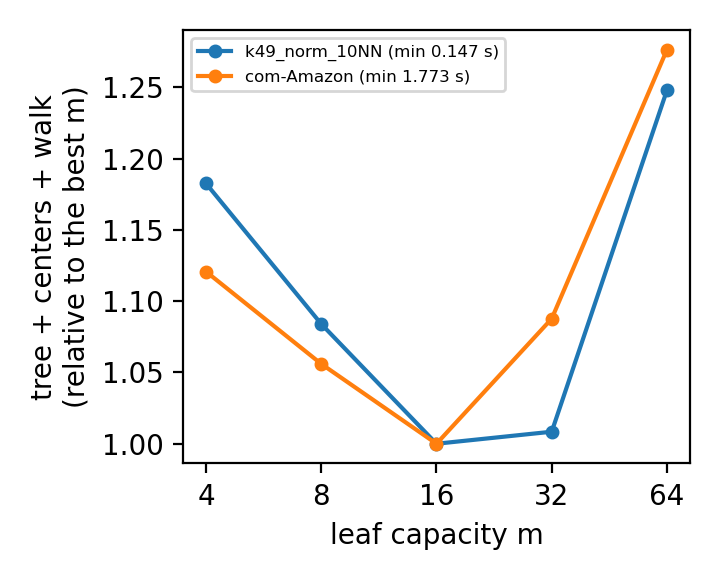 k49_norm_10NN (min 0.147 s)
com-Amazon (min 1.773 s)
tree + centers + walk
(relative to the best m)
1.25
1.20
1.15
1.10
1.05
1.00
4 8 16 32 64
leaf capacity m